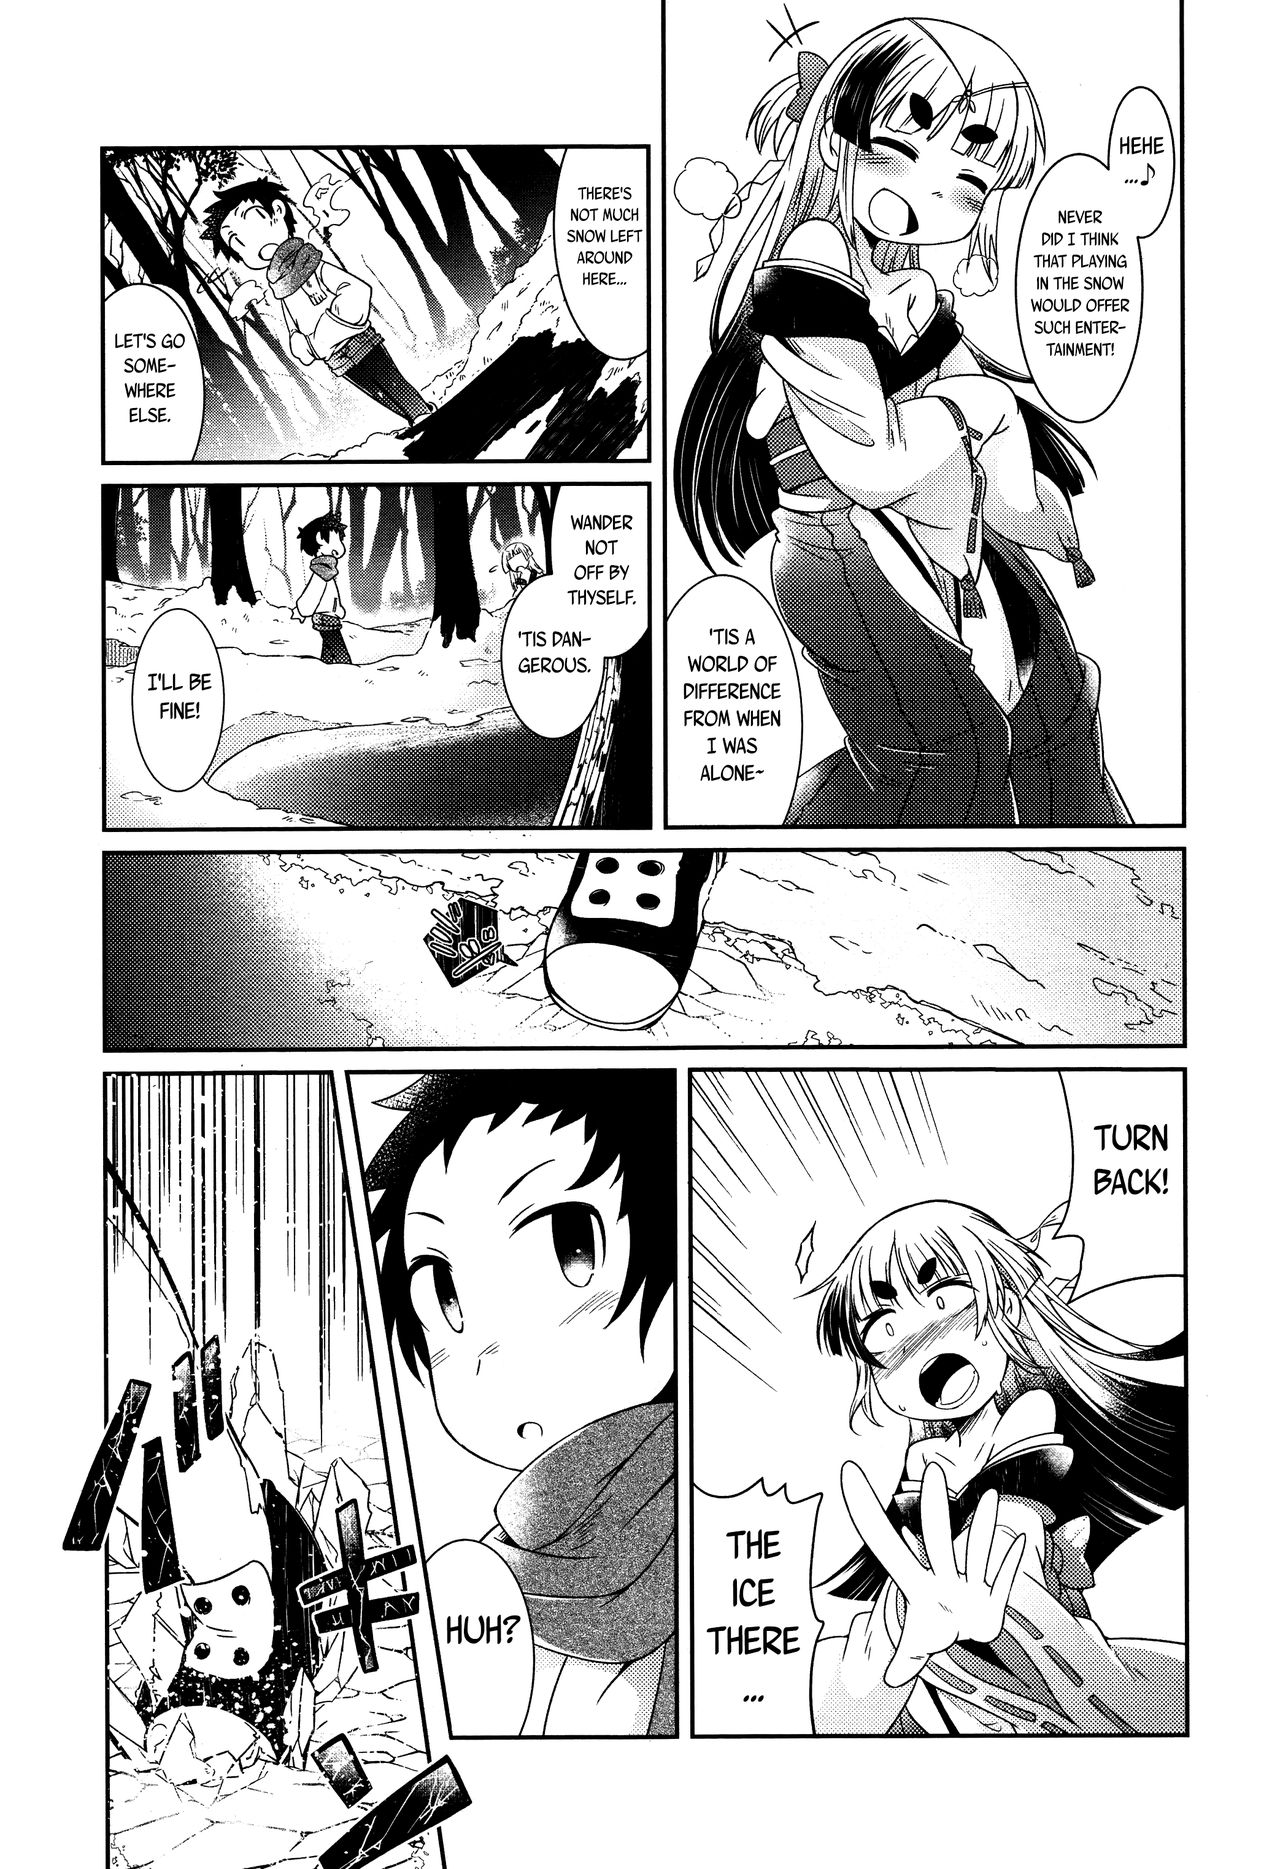 HEHE
...♪
NEVER
DID I THINK
THAT PLAYING
IN THE SNOW
WOULD OFFER
SUCH ENTER-
TAINMENT!
'TIS A
WORLD OF
DIFFERENCE
FROM WHEN
I WAS
ALONE~
THERE'S
NOT MUCH
SNOW LEFT
AROUND
HERE...
LET'S GO
SOME-
WHERE
ELSE.
WANDER
NOT
OFF BY
THYSELF.
'TIS DAN-
GEROUS.
I'LL BE
FINE!
TURN
BACK!
THE
ICE
THERE
...
HUH?